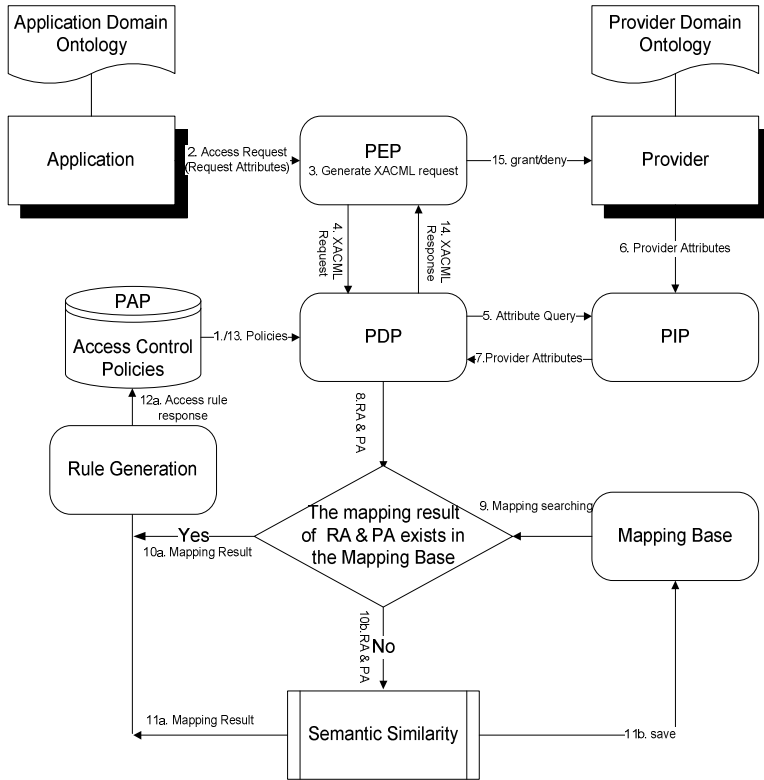 Application Domain
Ontology
Provider Domain
Ontology
Application
2. Access Request
(Request Attributes)
PEP
3. Generate XACML request
15. grant/deny
Provider
4. XACML
Request
14. XACML
Response
6. Provider Attributes
PAP
Access Control
Policies
1./13. Policies
PDP
5. Attribute Query
7.Provider Attributes
PIP
12a. Access rule
response
8.RA & PA
Rule Generation
The mapping result
of RA & PA exists in
the Mapping Base
9. Mapping searching
Mapping Base
Yes
10a. Mapping Result
10b.RA & PA
No
11a. Mapping Result
Semantic Similarity
11b. save